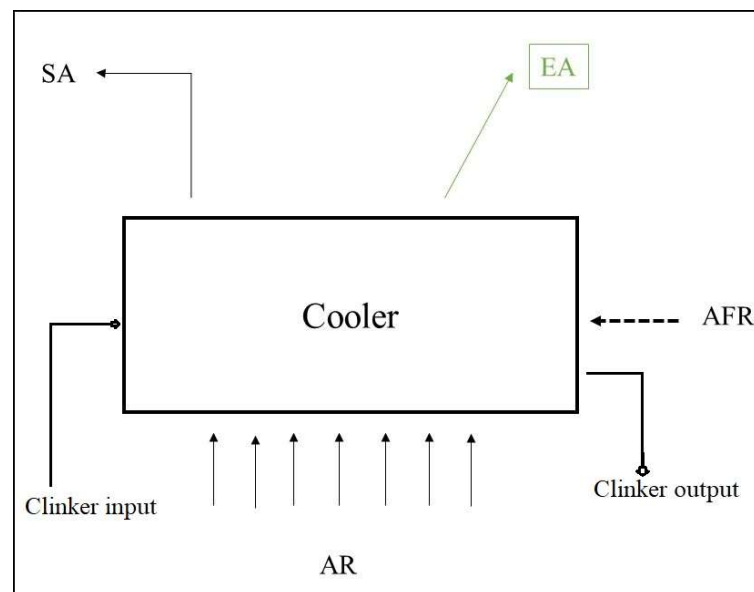 SA
EA
Cooler
AFR
Clinker input
Clinker output
AR